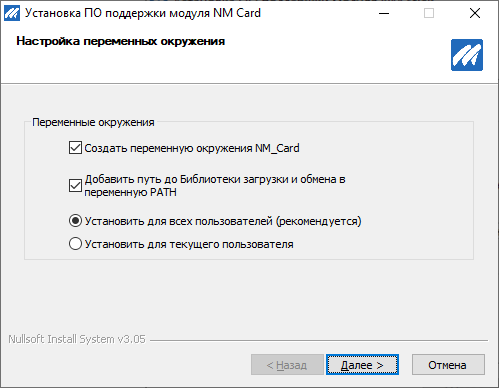 Установка ПО поддержки модуля NM Card
Настройка переменных окружения
Переменные окружения
Создать переменную окружения NM_Card
Добавить путь до Библиотеки загрузки и обмена в
переменную PATH
Установить для всех пользователей (рекомендуется)
Установить для текущего пользователя
Nullsoft Install System v3.05
< Назад
Далее >
Отмена